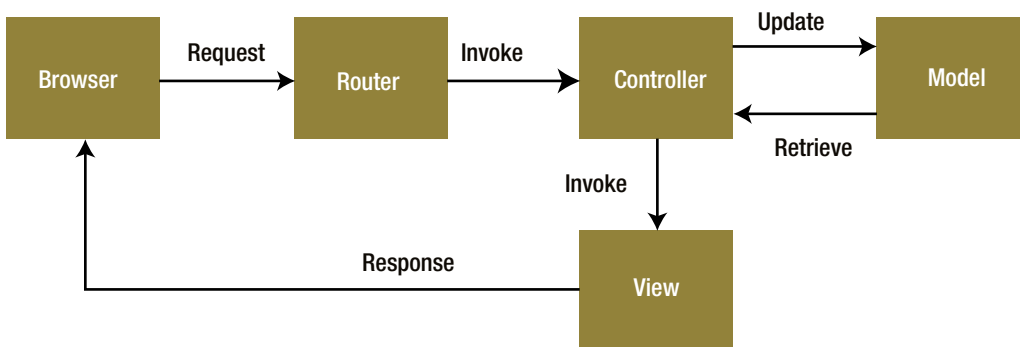 Browser
Request
Router
Invoke
Controller
Update
Model
Retrieve
Invoke
View
Response